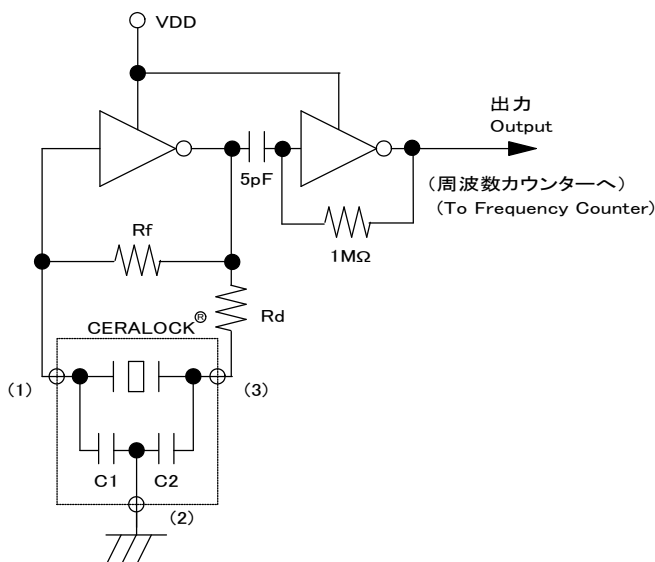 VDD
出力
Output
5pF
(周波数カウンターへ)
(To Frequency Counter)
Rf
1MΩ
Rd
CERALOCK®
(1)
(3)
C1
C2
(2)